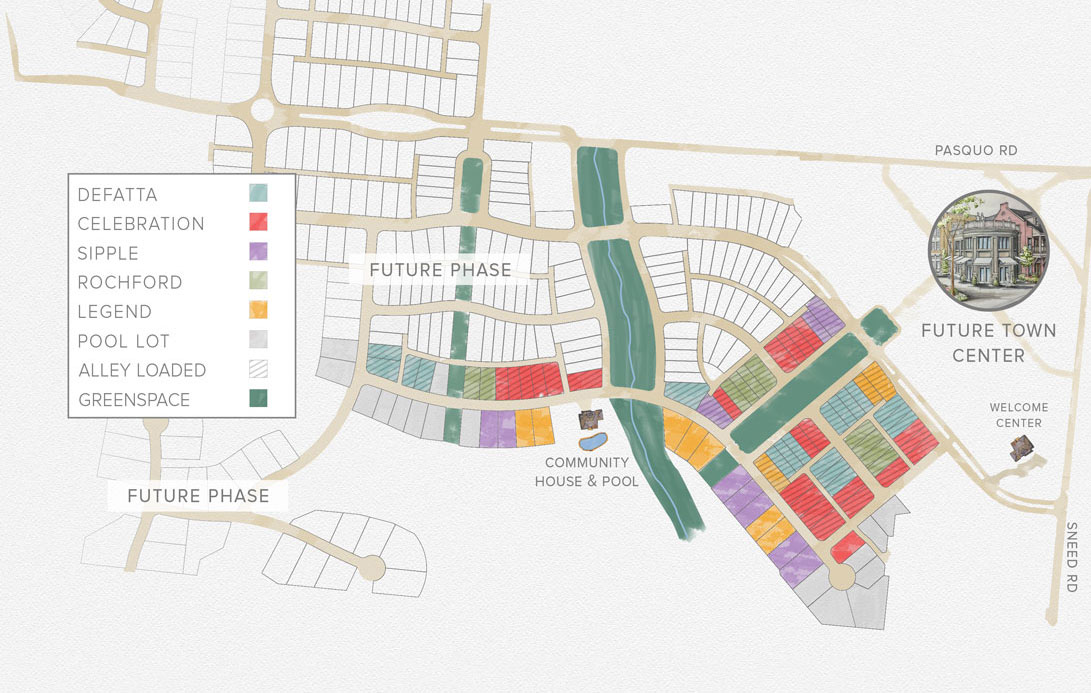 PASQUO RD
DEFATTA
CELEBRATION
SIPPLE
ROCHFORD
LEGEND
POOL LOT
ALLEY LOADED
GREENSPACE
FUTURE PHASE
FUTURE TOWN
CENTER
WELCOME
CENTER
COMMUNITY
HOUSE & POOL
FUTURE PHASE
SNEED RD